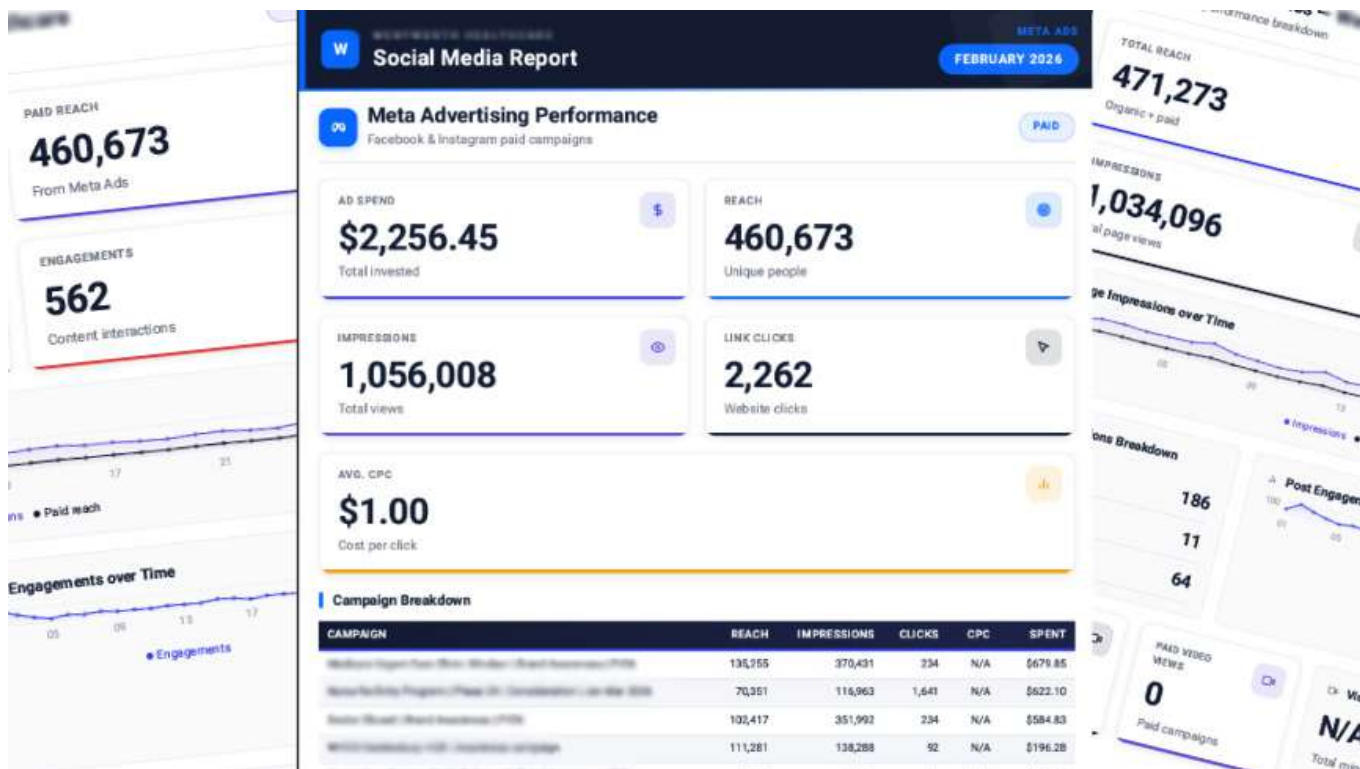 PAID REACH
460,673
From Meta Ads
ENGAGEMENTS
562
Content interactions
17
21
Paid reach
Engagements over Time
05
09
13
17
Engagements
W
Social Media Report
META ADS
FEBRUARY 2026
Meta Advertising Performance
Facebook & Instagram paid campaigns
PAID
AD SPEND
$
$2,256.45
Total invested
REACH
460,673
Unique people
IMPRESSIONS
1,056,008
Total views
LINK CLICKS
2,262
Website clicks
AVG. CPC
$1.00
Cost per click
Campaign Breakdown
CAMPAIGN REACH IMPRESSIONS CLICKS CPC SPENT
135,255 370,431 234 N/A $679.85
70,351 116,963 1,641 N/A $622.10
102,417 351,992 234 N/A $584.83
111,281 138,288 92 N/A $196.28
breakdown
TOTAL REACH
471,273
Organic + paid
IMPRESSIONS
1,034,096
page views
Impressions over Time
05
09
13
Impressions
Breakdown
186
11
64
Post
100
01
05
PAID VIDEO
VIEWS
0
Paid campaigns
N/A
Total